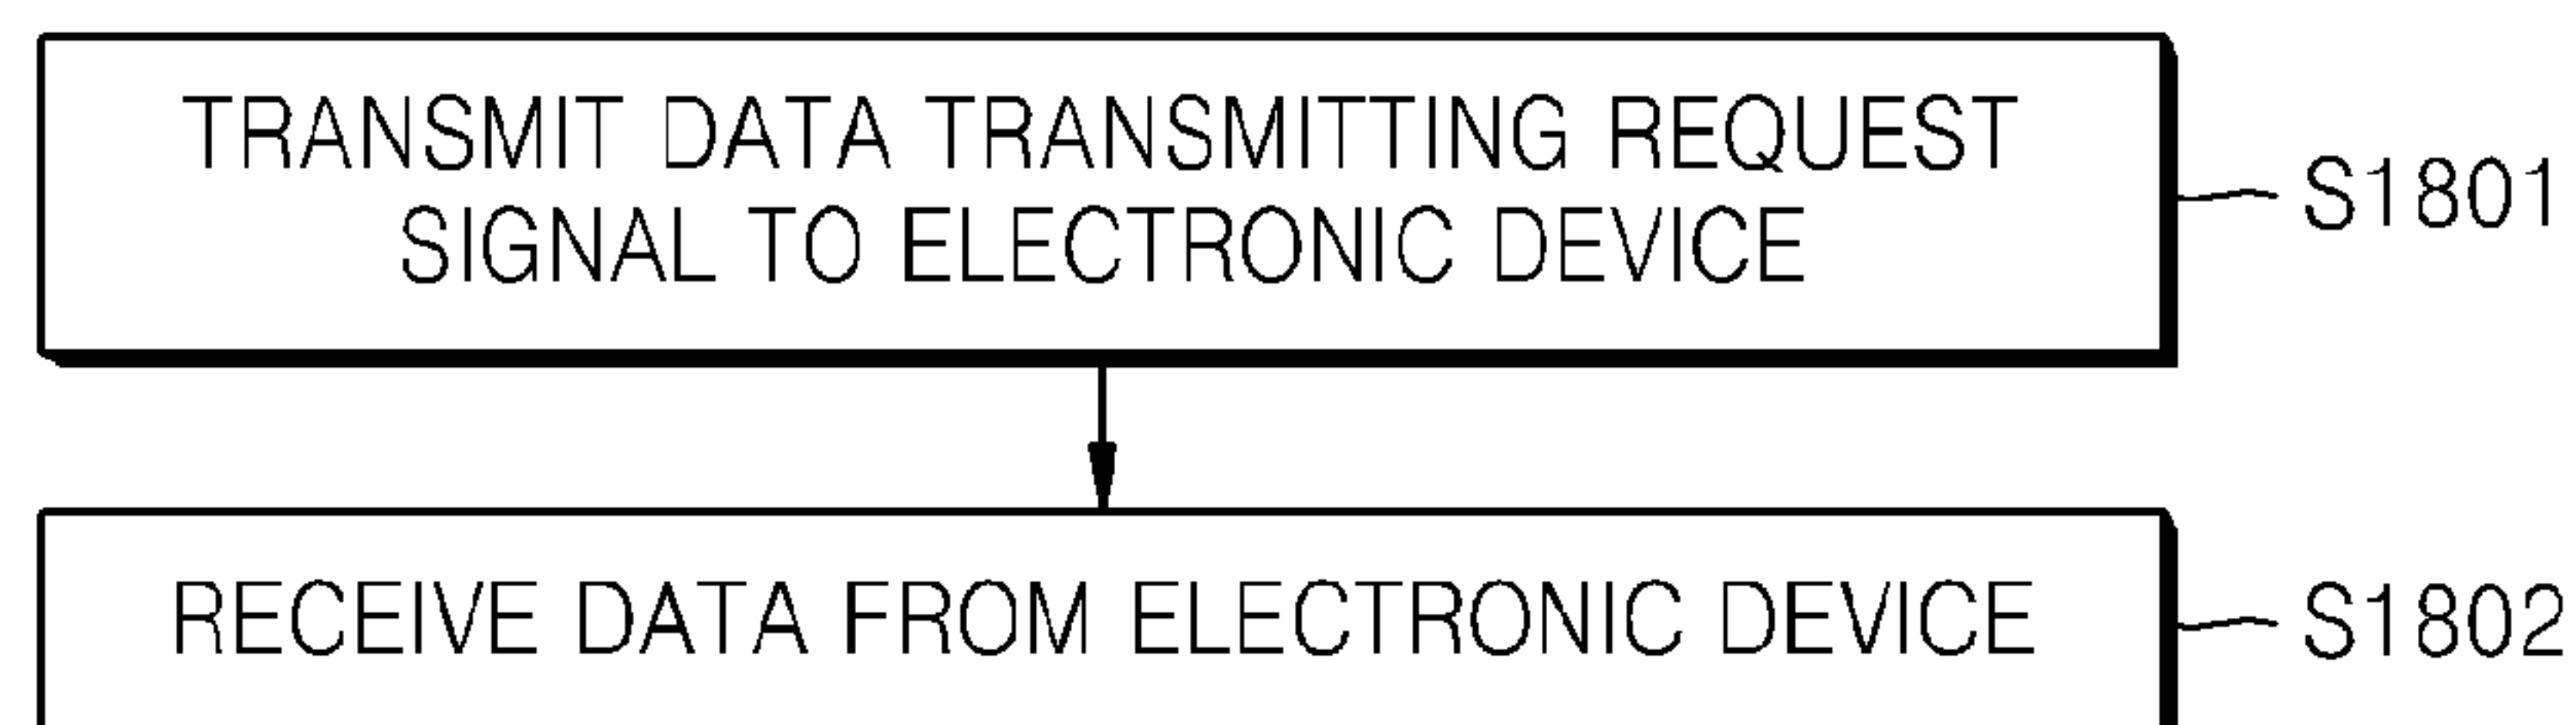 TRANSMIT DATA TRANSMITTING REQUEST
SIGNAL TO ELECTRONIC DEVICE
S1801
RECEIVE DATA FROM ELECTRONIC DEVICE
S1802